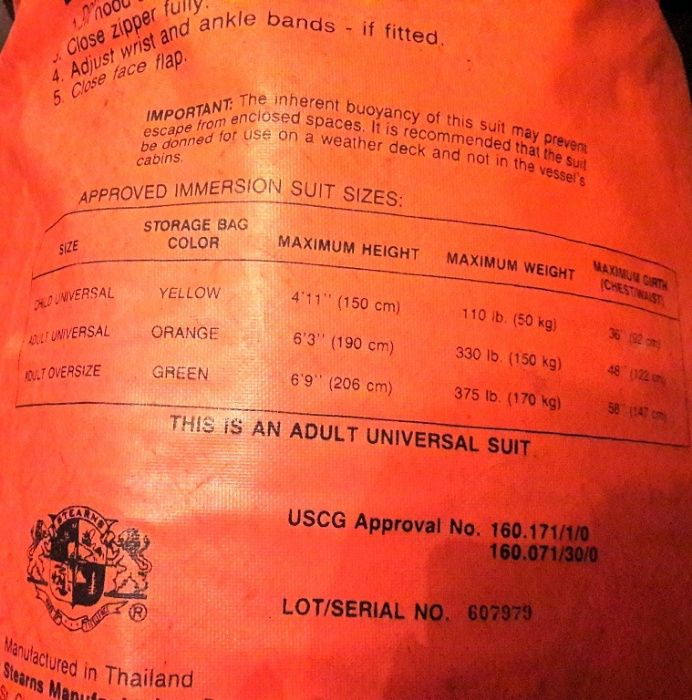 hood
3. Close zipper fully.
4. Adjust wrist and ankle bands - if fitted.
5. Close face flap.
IMPORTANT: The inherent buoyancy of this suit may prevent
escape from enclosed spaces. It is recommended that the suit
be donned for use on a weather deck and not in the vessel's
cabins.
APPROVED IMMERSION SUIT SIZES:
SIZE STORAGE BAG COLOR MAXIMUM HEIGHT MAXIMUM WEIGHT MAXIMUM GIRTH (CHEST/WAIST)
CHILD UNIVERSAL YELLOW 4'11'' (150 cm) 110 lb. (50 kg) 36'' (92 cm)
ADULT UNIVERSAL ORANGE 6'3'' (190 cm) 330 lb. (150 kg) 48'' (122 cm)
ADULT OVERSIZE GREEN 6'9'' (206 cm) 375 lb. (170 kg) 58'' (147 cm)
THIS IS AN ADULT UNIVERSAL SUIT
STEARNS
®
USCG Approval No. 160.171/1/0
160.071/30/0
LOT/SERIAL NO. 607979
Manufactured in Thailand
Stearns